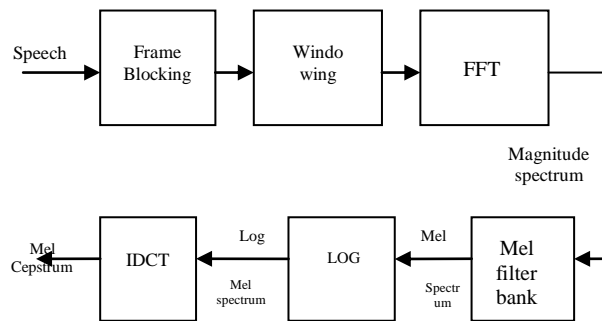 Speech
Frame
Blocking
Windo
wing
FFT
Magnitude
spectrum
Mel
filter
bank
Mel
Spectr
um
LOG
Log
Mel
spectrum
IDCT
Mel
Cepstrum